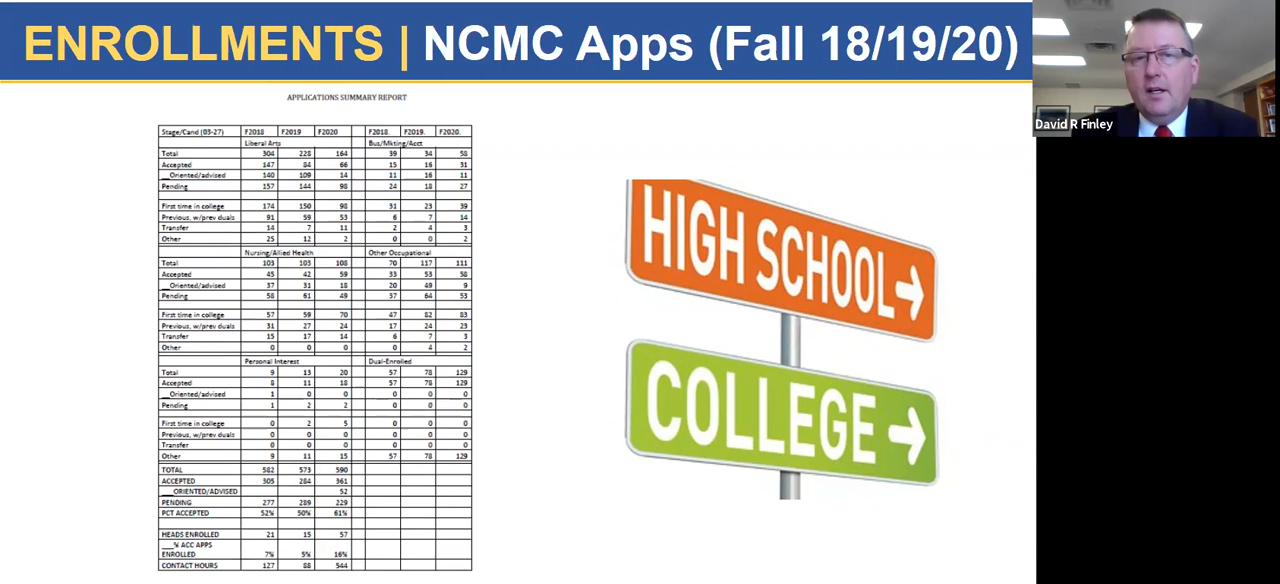 ENROLLMENTS | NCMC Apps (Fall 18/19/20)
David R Finley
APPLICATIONS SUMMARY REPORT
Stage/Cand (03-27) F2018 F2019 F2020 F2018. F2019. F2020.
Liberal Arts Bus/Mkting/Acct
Total 304 228 164 39 34 58
Accepted 147 84 66 15 16 31
__Oriented/advised 140 109 14 11 16 11
Pending 157 144 98 24 18 27
First time in college 174 150 98 31 23 39
Previous, w/prev duals 91 59 53 6 7 14
Transfer 14 7 11 2 4 3
Other 25 12 2 0 0 2
Nursing/Allied Health Other Occupational
Total 103 103 108 70 117 111
Accepted 45 42 59 33 53 58
__Oriented/advised 37 31 18 20 49 9
Pending 58 61 49 37 64 53
First time in college 57 59 70 47 82 83
Previous, w/prev duals 31 27 24 17 24 23
Transfer 15 17 14 6 7 3
Other 0 0 0 0 4 2
Personal Interest Dual-Enrolled
Total 9 13 20 57 78 129
Accepted 8 11 18 57 78 129
__Oriented/advised 1 0 0 0 0 0
Pending 1 2 2 0 0 0
First time in college 0 2 5 0 0 0
Previous, w/prev duals 0 0 0 0 0 0
Transfer 0 0 0 0 0 0
Other 9 11 15 57 78 129
TOTAL 582 573 590
ACCEPTED 305 284 361
___ORIENTED/ADVISED 52
PENDING 277 289 229
PCT ACCEPTED 52% 50% 61%
HEADS ENROLLED 21 15 57
___% ACC APPS
ENROLLED 7% 5% 16%
CONTACT HOURS 127 88 544
HIGH SCHOOL
COLLEGE